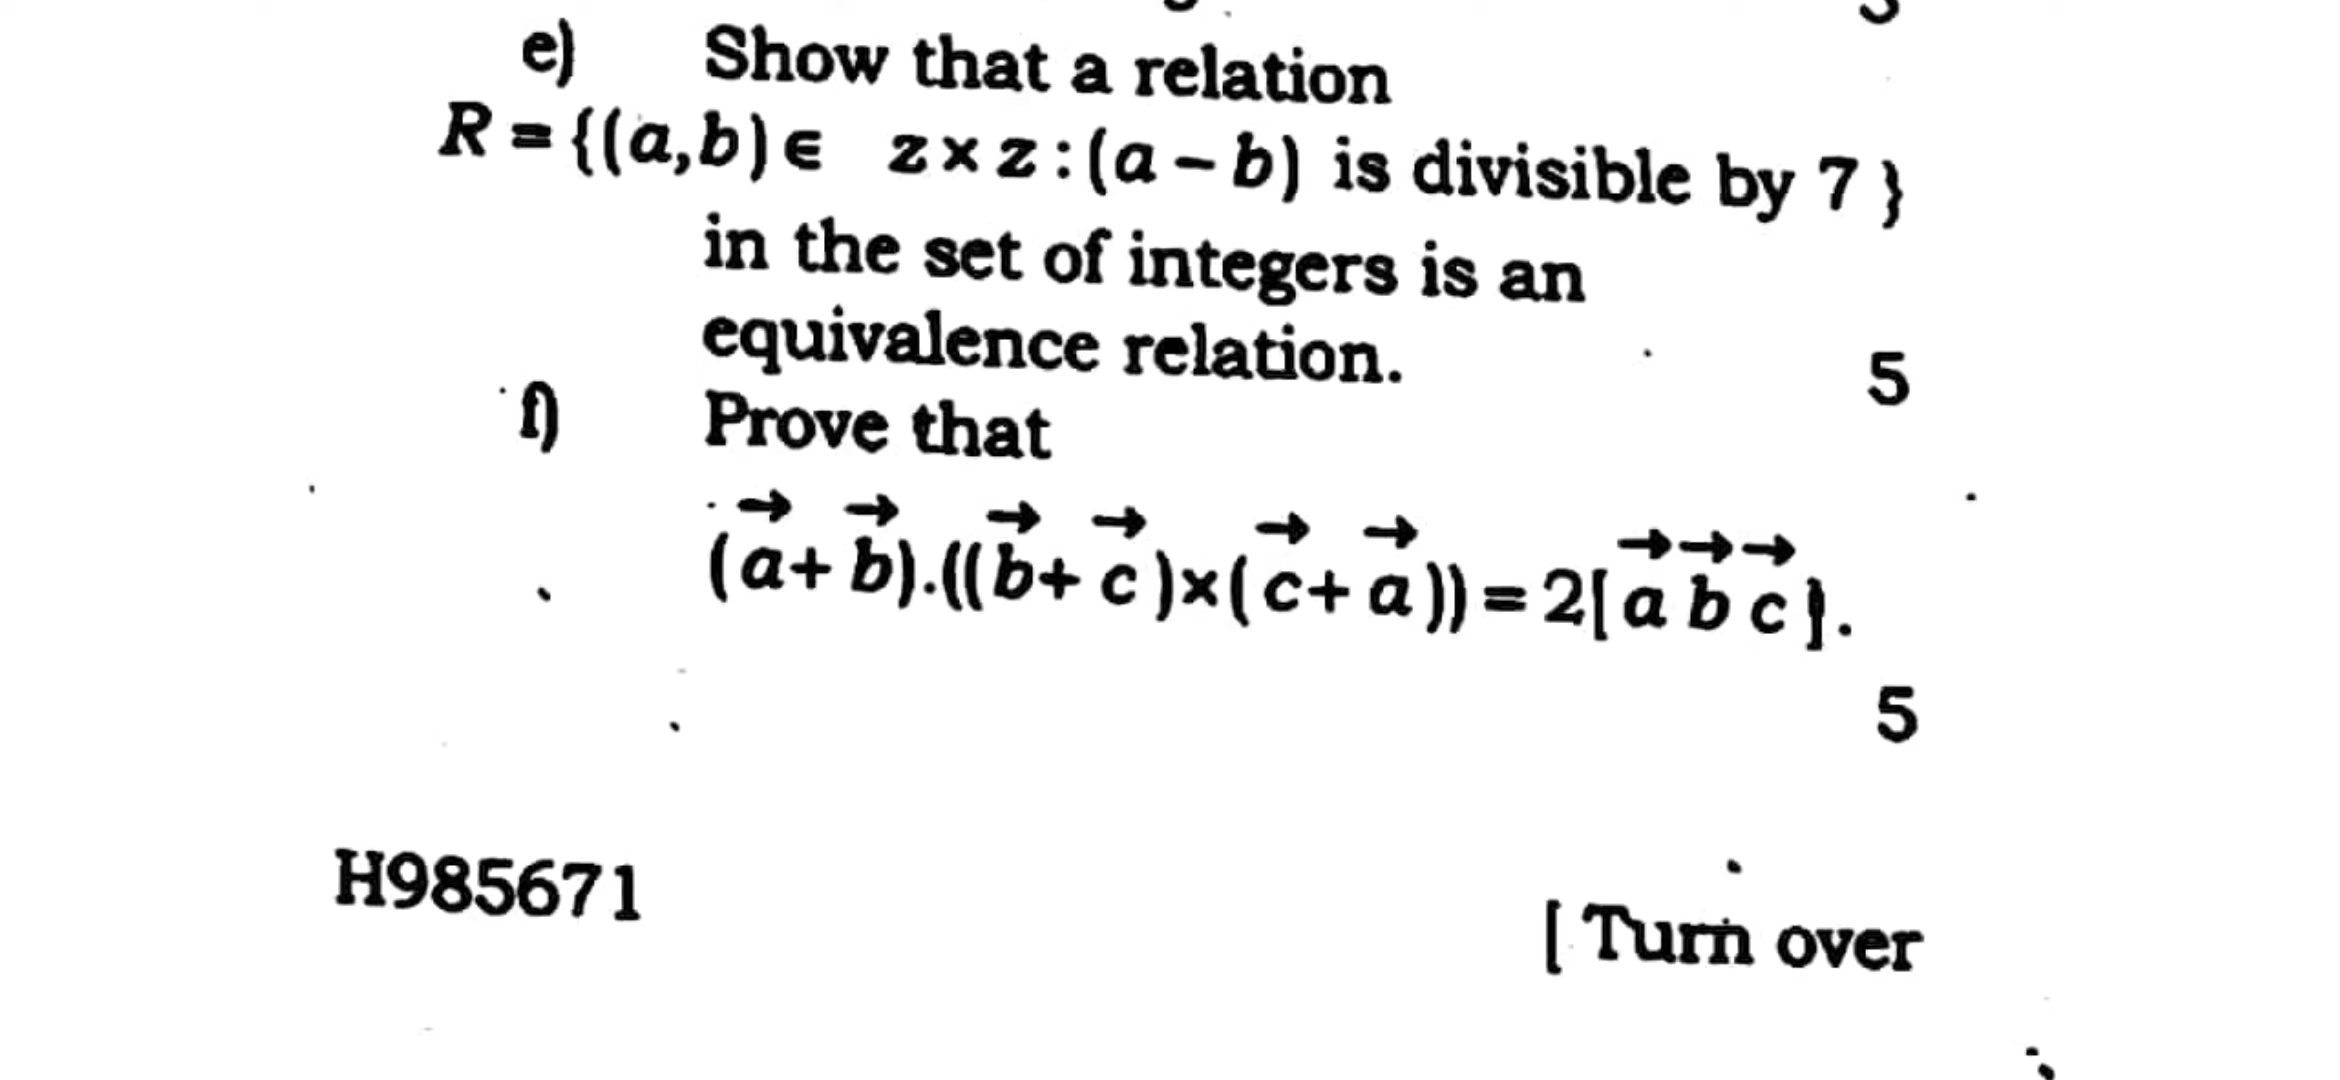 e) Show that a relation
R = {(a,b) ∈ z × z : (a – b) is divisible by 7 }
in the set of integers is an
equivalence relation. 5
f) Prove that
(a⃗ + b⃗).((b⃗ + c⃗) × (c⃗ + a⃗)) = 2[a⃗ b⃗ c⃗].
5
H985671
[ Turn over